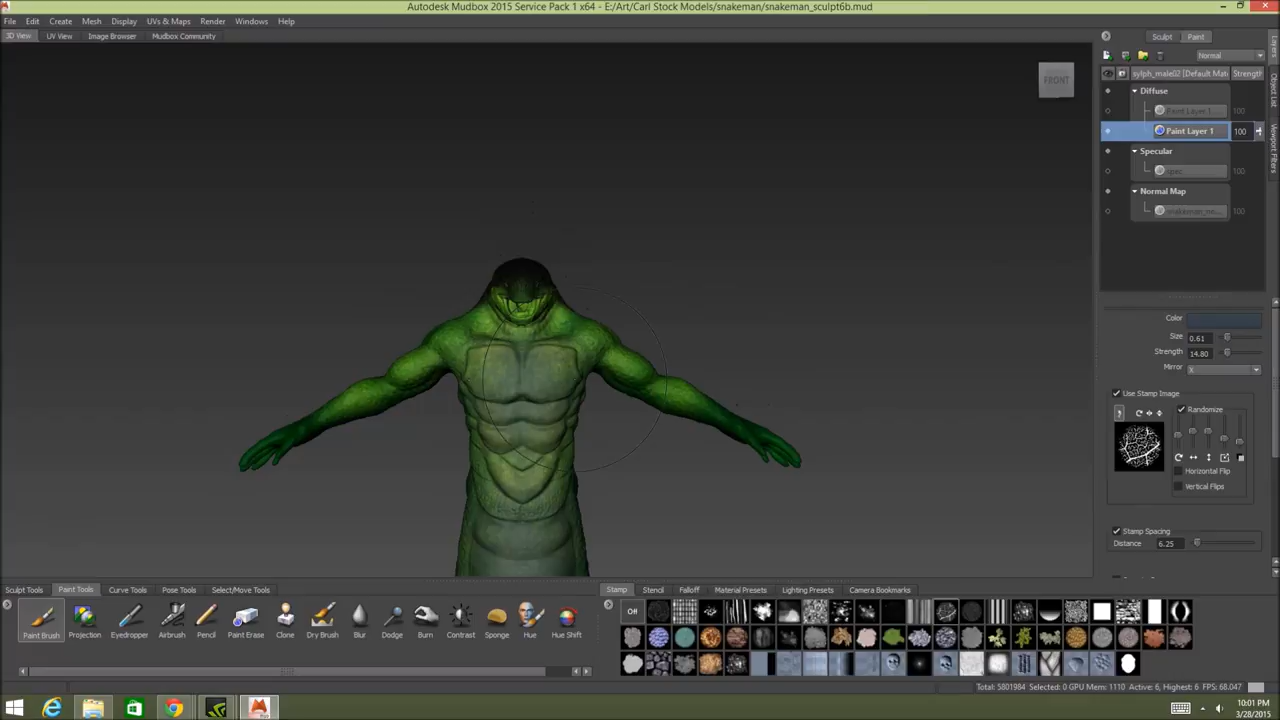 Autodesk Mudbox 2015 Service Pack 1 x64 - E:/Art/Carl Stock Models/snakeman/snakeman_sculpt6b.mud
File Edit Create Mesh Display UVs & Maps Render Windows Help
3D View UV View Image Browser Mudbox Community
Sculpt Paint
Layers
Object List
Viewport Filters
Normal
sylph_male02 [Default Mat Strength
FRONT
Diffuse
Paint Layer 1 100
Paint Layer 1 100
Specular
spec 100
Normal Map
snakeman_no... 100
Color
Size 0.61
Strength 14.80
Mirror X
Use Stamp Image
Randomize
Horizontal Flip
Vertical Flips
Stamp Spacing
Distance 6.25
Sculpt Tools Paint Tools Curve Tools Pose Tools Select/Move Tools
Stamp Stencil Falloff Material Presets Lighting Presets Camera Bookmarks
Off
Paint Brush Projection Eyedropper Airbrush Pencil Paint Erase Clone Dry Brush Blur Dodge Burn Contrast Sponge Hue Hue Shift
Total: 5801984 Selected: 0 GPU Mem: 1110 Active: 6, Highest: 6 FPS: 68.047
10:01 PM
3/28/2015